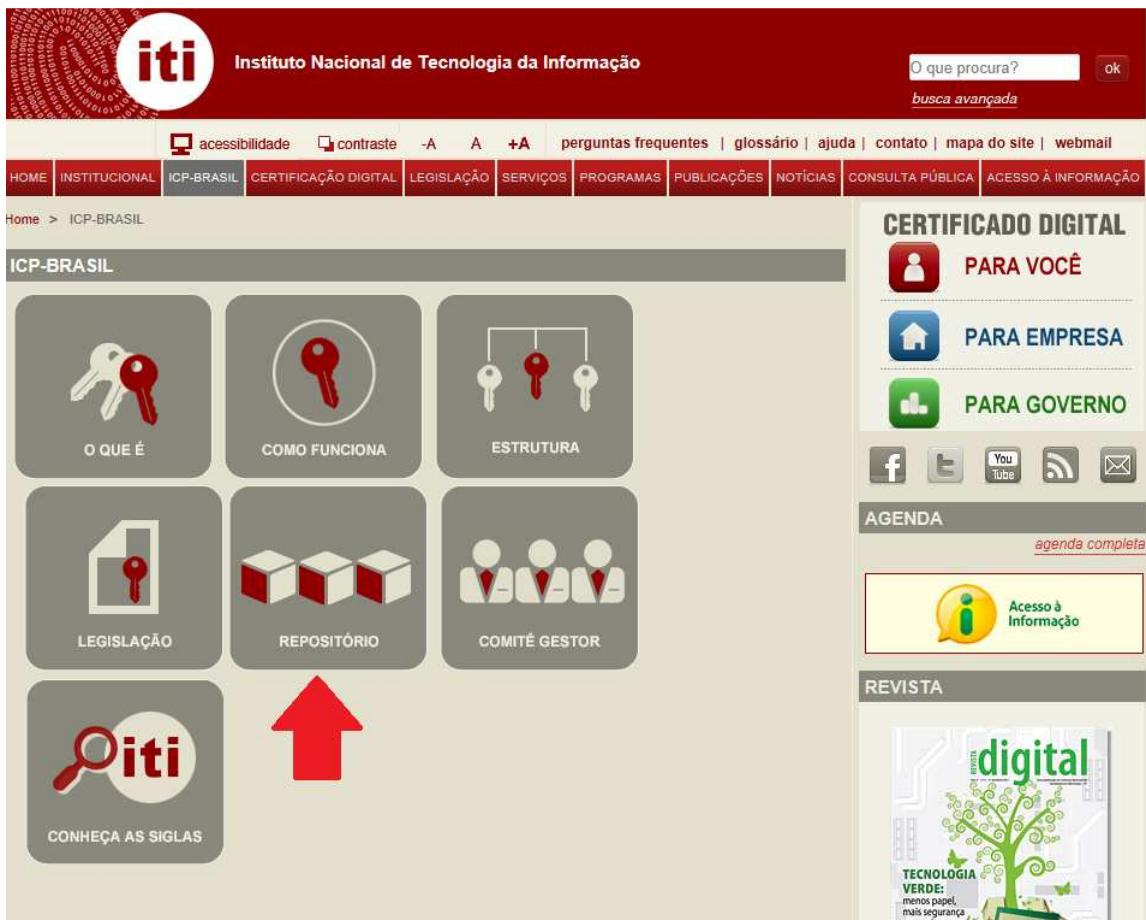 iti
Instituto Nacional de Tecnologia da Informação
O que procura?
ok
busca avançada
acessibilidade contraste -A A +A perguntas frequentes | glossário | ajuda | contato | mapa do site | webmail
HOME INSTITUCIONAL ICP-BRASIL CERTIFICAÇÃO DIGITAL LEGISLAÇÃO SERVIÇOS PROGRAMAS PUBLICAÇÕES NOTÍCIAS CONSULTA PÚBLICA ACESSO À INFORMAÇÃO
Home > ICP-BRASIL
ICP-BRASIL
O QUE É
COMO FUNCIONA
ESTRUTURA
LEGISLAÇÃO
REPOSITÓRIO
COMITÊ GESTOR
iti
CONHEÇA AS SIGLAS
CERTIFICADO DIGITAL
PARA VOCÊ
PARA EMPRESA
PARA GOVERNO
f t You
Tube
AGENDA
agenda completa
i
Acesso à
Informação
REVISTA
REVISTA digital
TECNOLOGIA
VERDE:
menos papel,
mais segurança